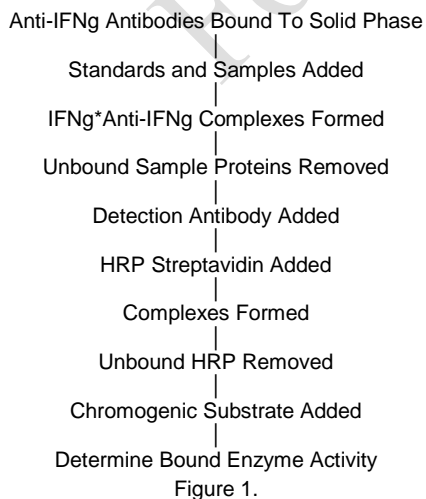 Anti-IFNg Antibodies Bound To Solid Phase
Standards and Samples Added
IFNg*Anti-IFNg Complexes Formed
Unbound Sample Proteins Removed
Detection Antibody Added
HRP Streptavidin Added
Complexes Formed
Unbound HRP Removed
Chromogenic Substrate Added
Determine Bound Enzyme Activity
Figure 1.